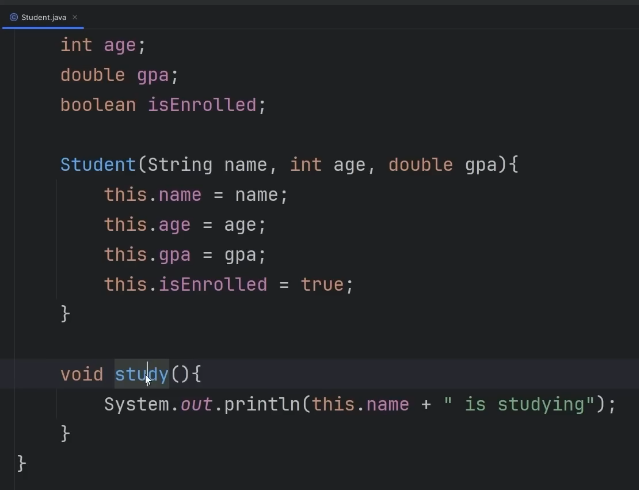 Student.java
int age;
double gpa;
boolean isEnrolled;
Student(String name, int age, double gpa){
this.name = name;
this.age = age;
this.gpa = gpa;
this.isEnrolled = true;
}
void study(){
System.out.println(this.name + " is studying");
}
}